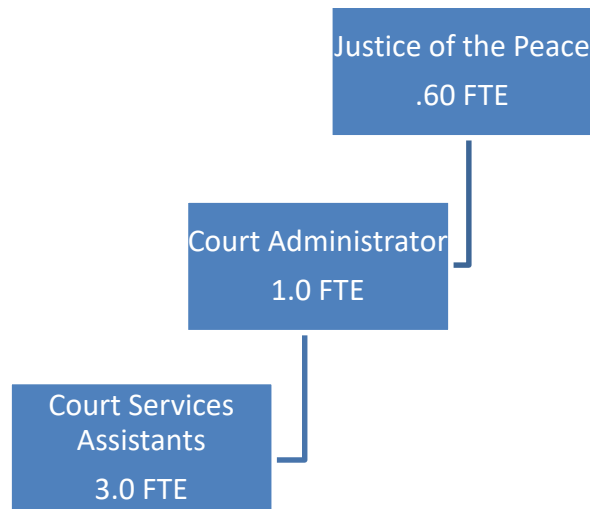 Justice of the Peace
.60 FTE
Court Administrator
1.0 FTE
Court Services
Assistants
3.0 FTE